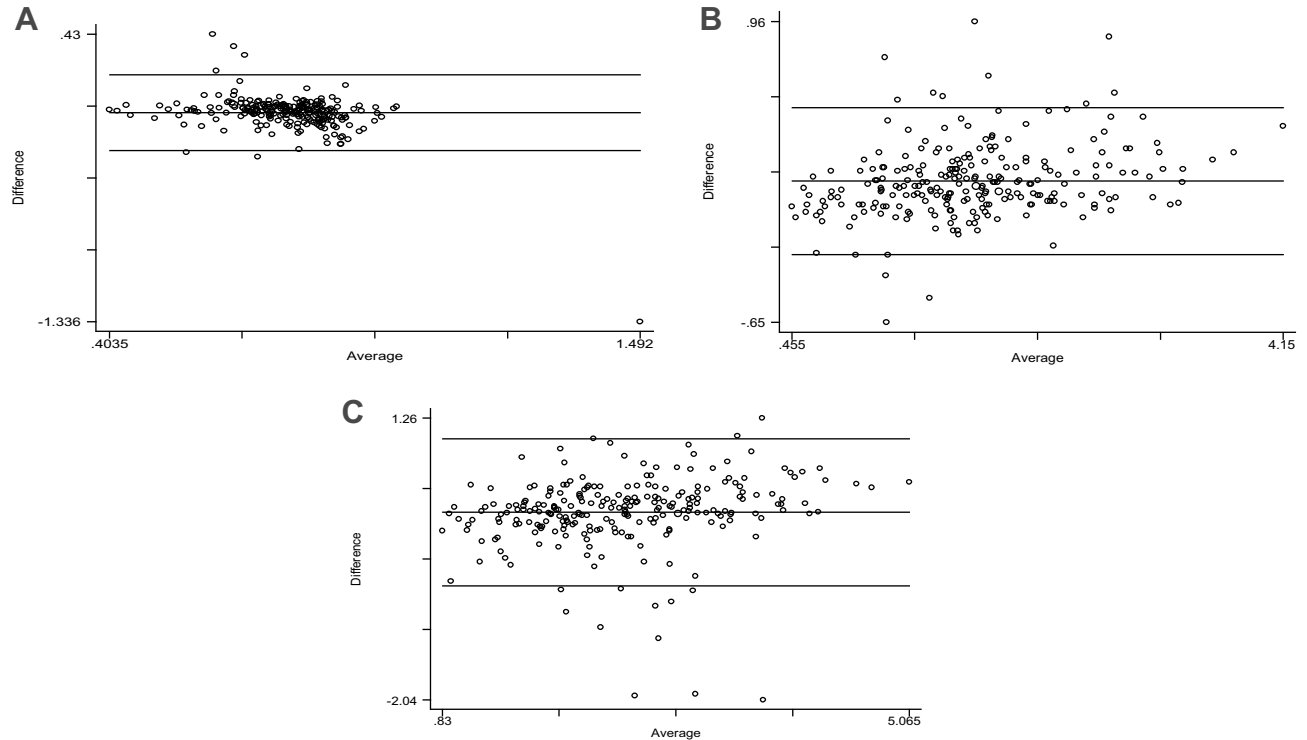 A
.43
Difference
-1.336
.4035
1.492
Average
B
.96
Difference
-.65
.455
4.155
Average
C
1.26
Difference
-2.04
.83
5.065
Average